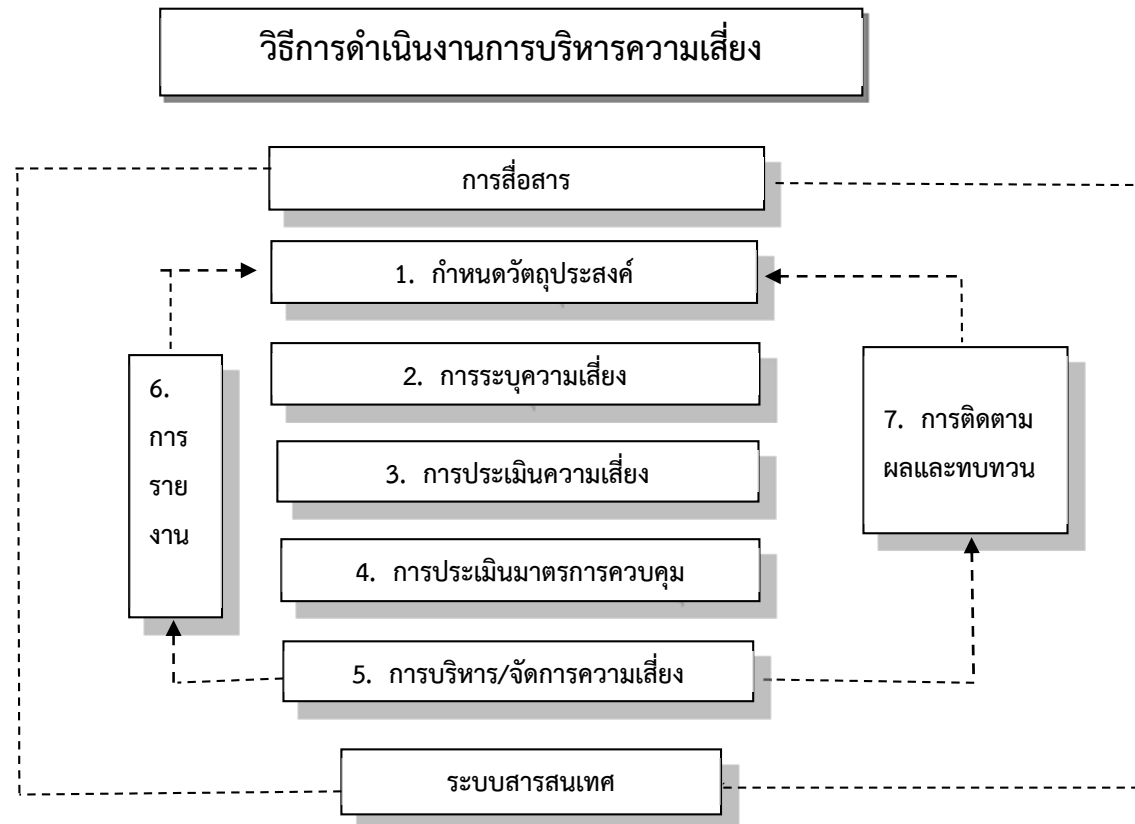 วิธีการดำเนินงานการบริหารความเสี่ยง
การสื่อสาร
1. กำหนดวัตถุประสงค์
2. การระบุความเสี่ยง
3. การประเมินความเสี่ยง
4. การประเมินมาตรการควบคุม
5. การบริหาร/จัดการความเสี่ยง
6.
การ
ราย
งาน
7. การติดตาม
ผลและทบทวน
ระบบสารสนเทศ